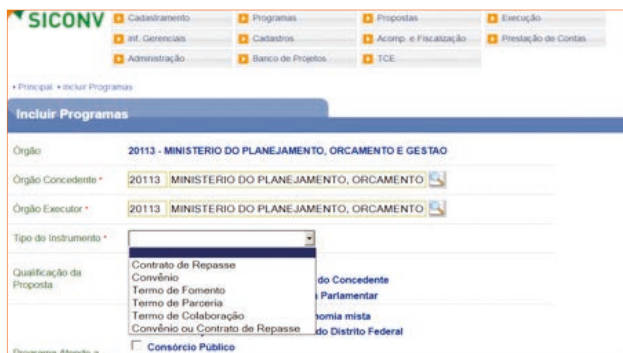 SICONV
Cadastramento Programas Propostas Execução
Inf. Gerenciais Cadastros Acomp. e Fiscalização Prestação de Contas
Administração Banco de Projetos TCE
Principal Incluir Programas
Incluir Programas
Órgão 20113 - MINISTERIO DO PLANEJAMENTO, ORCAMENTO E GESTAO
Órgão Concedente * 20113 MINISTERIO DO PLANEJAMENTO, ORCAMENTO
Órgão Executor * 20113 MINISTERIO DO PLANEJAMENTO, ORCAMENTO
Tipo do Instrumento *
Contrato de Repasse
Qualificação da Proposta
Convênio do Concedente
Termo de Fomento Parlamentar
Termo de Parceria
Termo de Colaboração mista
Convênio ou Contrato de Repasse do Distrito Federal
Consórcio Público
Programa Atende a